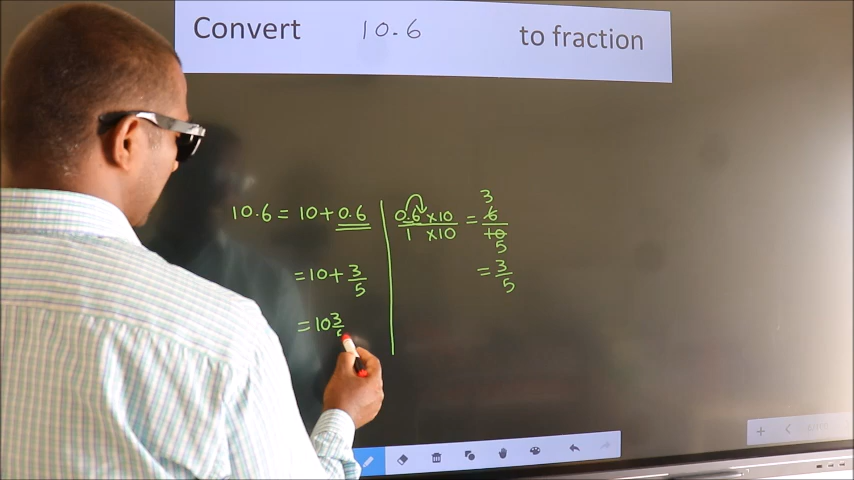 Convert 10.6 to fraction
10.6 = 10 + 0.6
= 10 + 3/5
= 10 3/
0.6 × 10 / 1 × 10 = 6/10
3
5
= 3/5